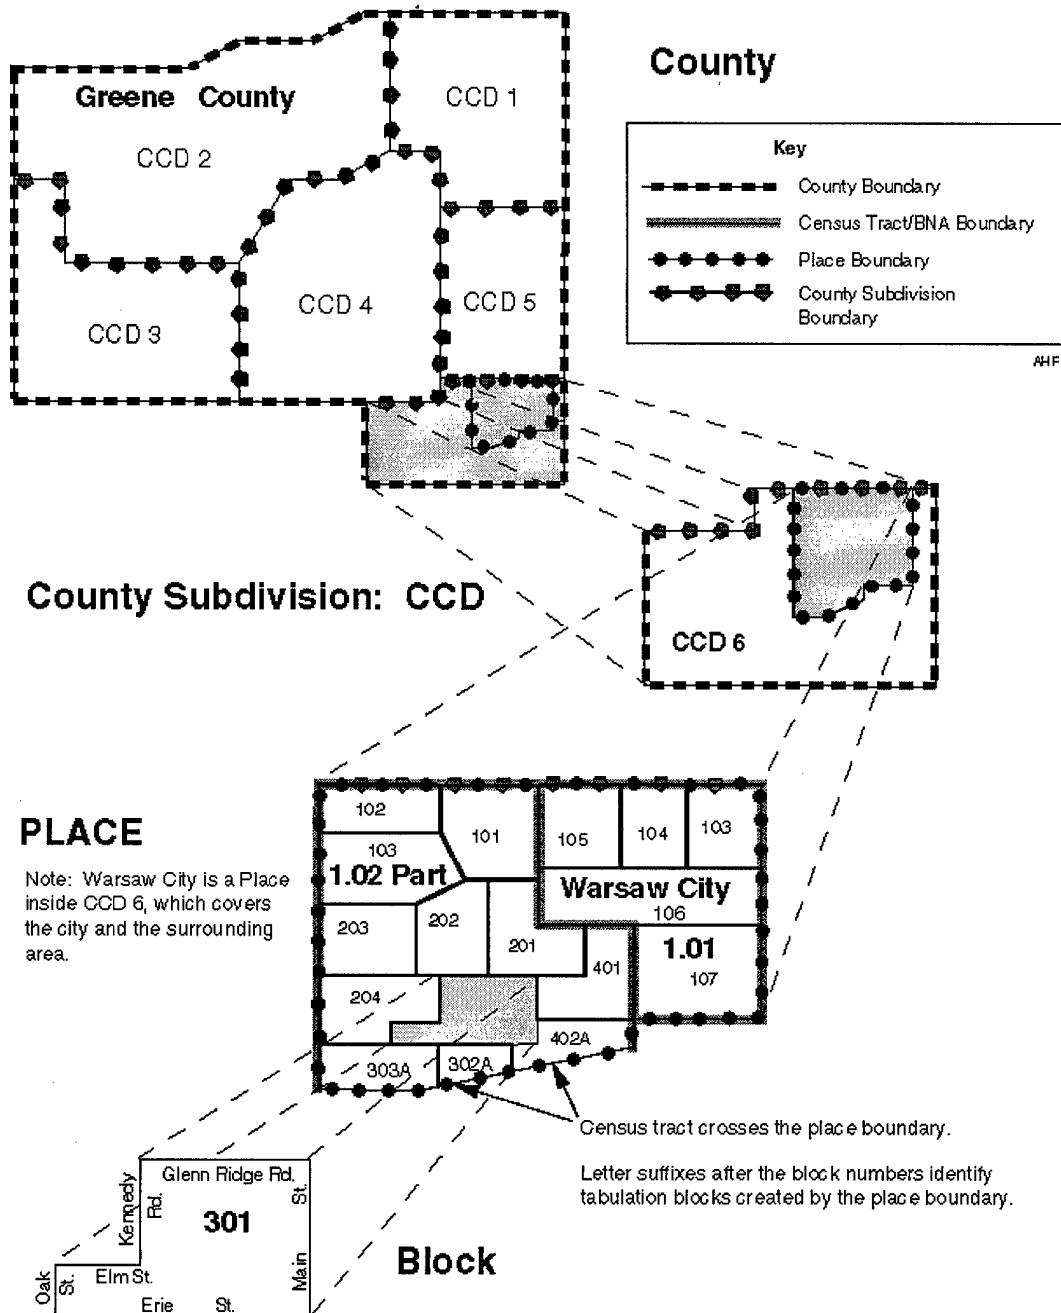 County
Greene County
CCD 1
CCD 2
CCD 3
CCD 4
CCD 5
Key
County Boundary
Census Tract/BNA Boundary
Place Boundary
County Subdivision
Boundary
AHF
County Subdivision: CCD
CCD 6
PLACE
Note: Warsaw City is a Place
inside CCD 6, which covers
the city and the surrounding
area.
102
101
105
104
103
103
1.02 Part
Warsaw City
106
203
202
201
401
1.01
107
204
402A
303A
302A
Census tract crosses the place boundary.
Letter suffixes after the block numbers identify
tabulation blocks created by the place boundary.
Glenn Ridge Rd.
Kennedy
Rd.
301
Main
St.
Block
Oak
St.
Elm St.
Erie St.